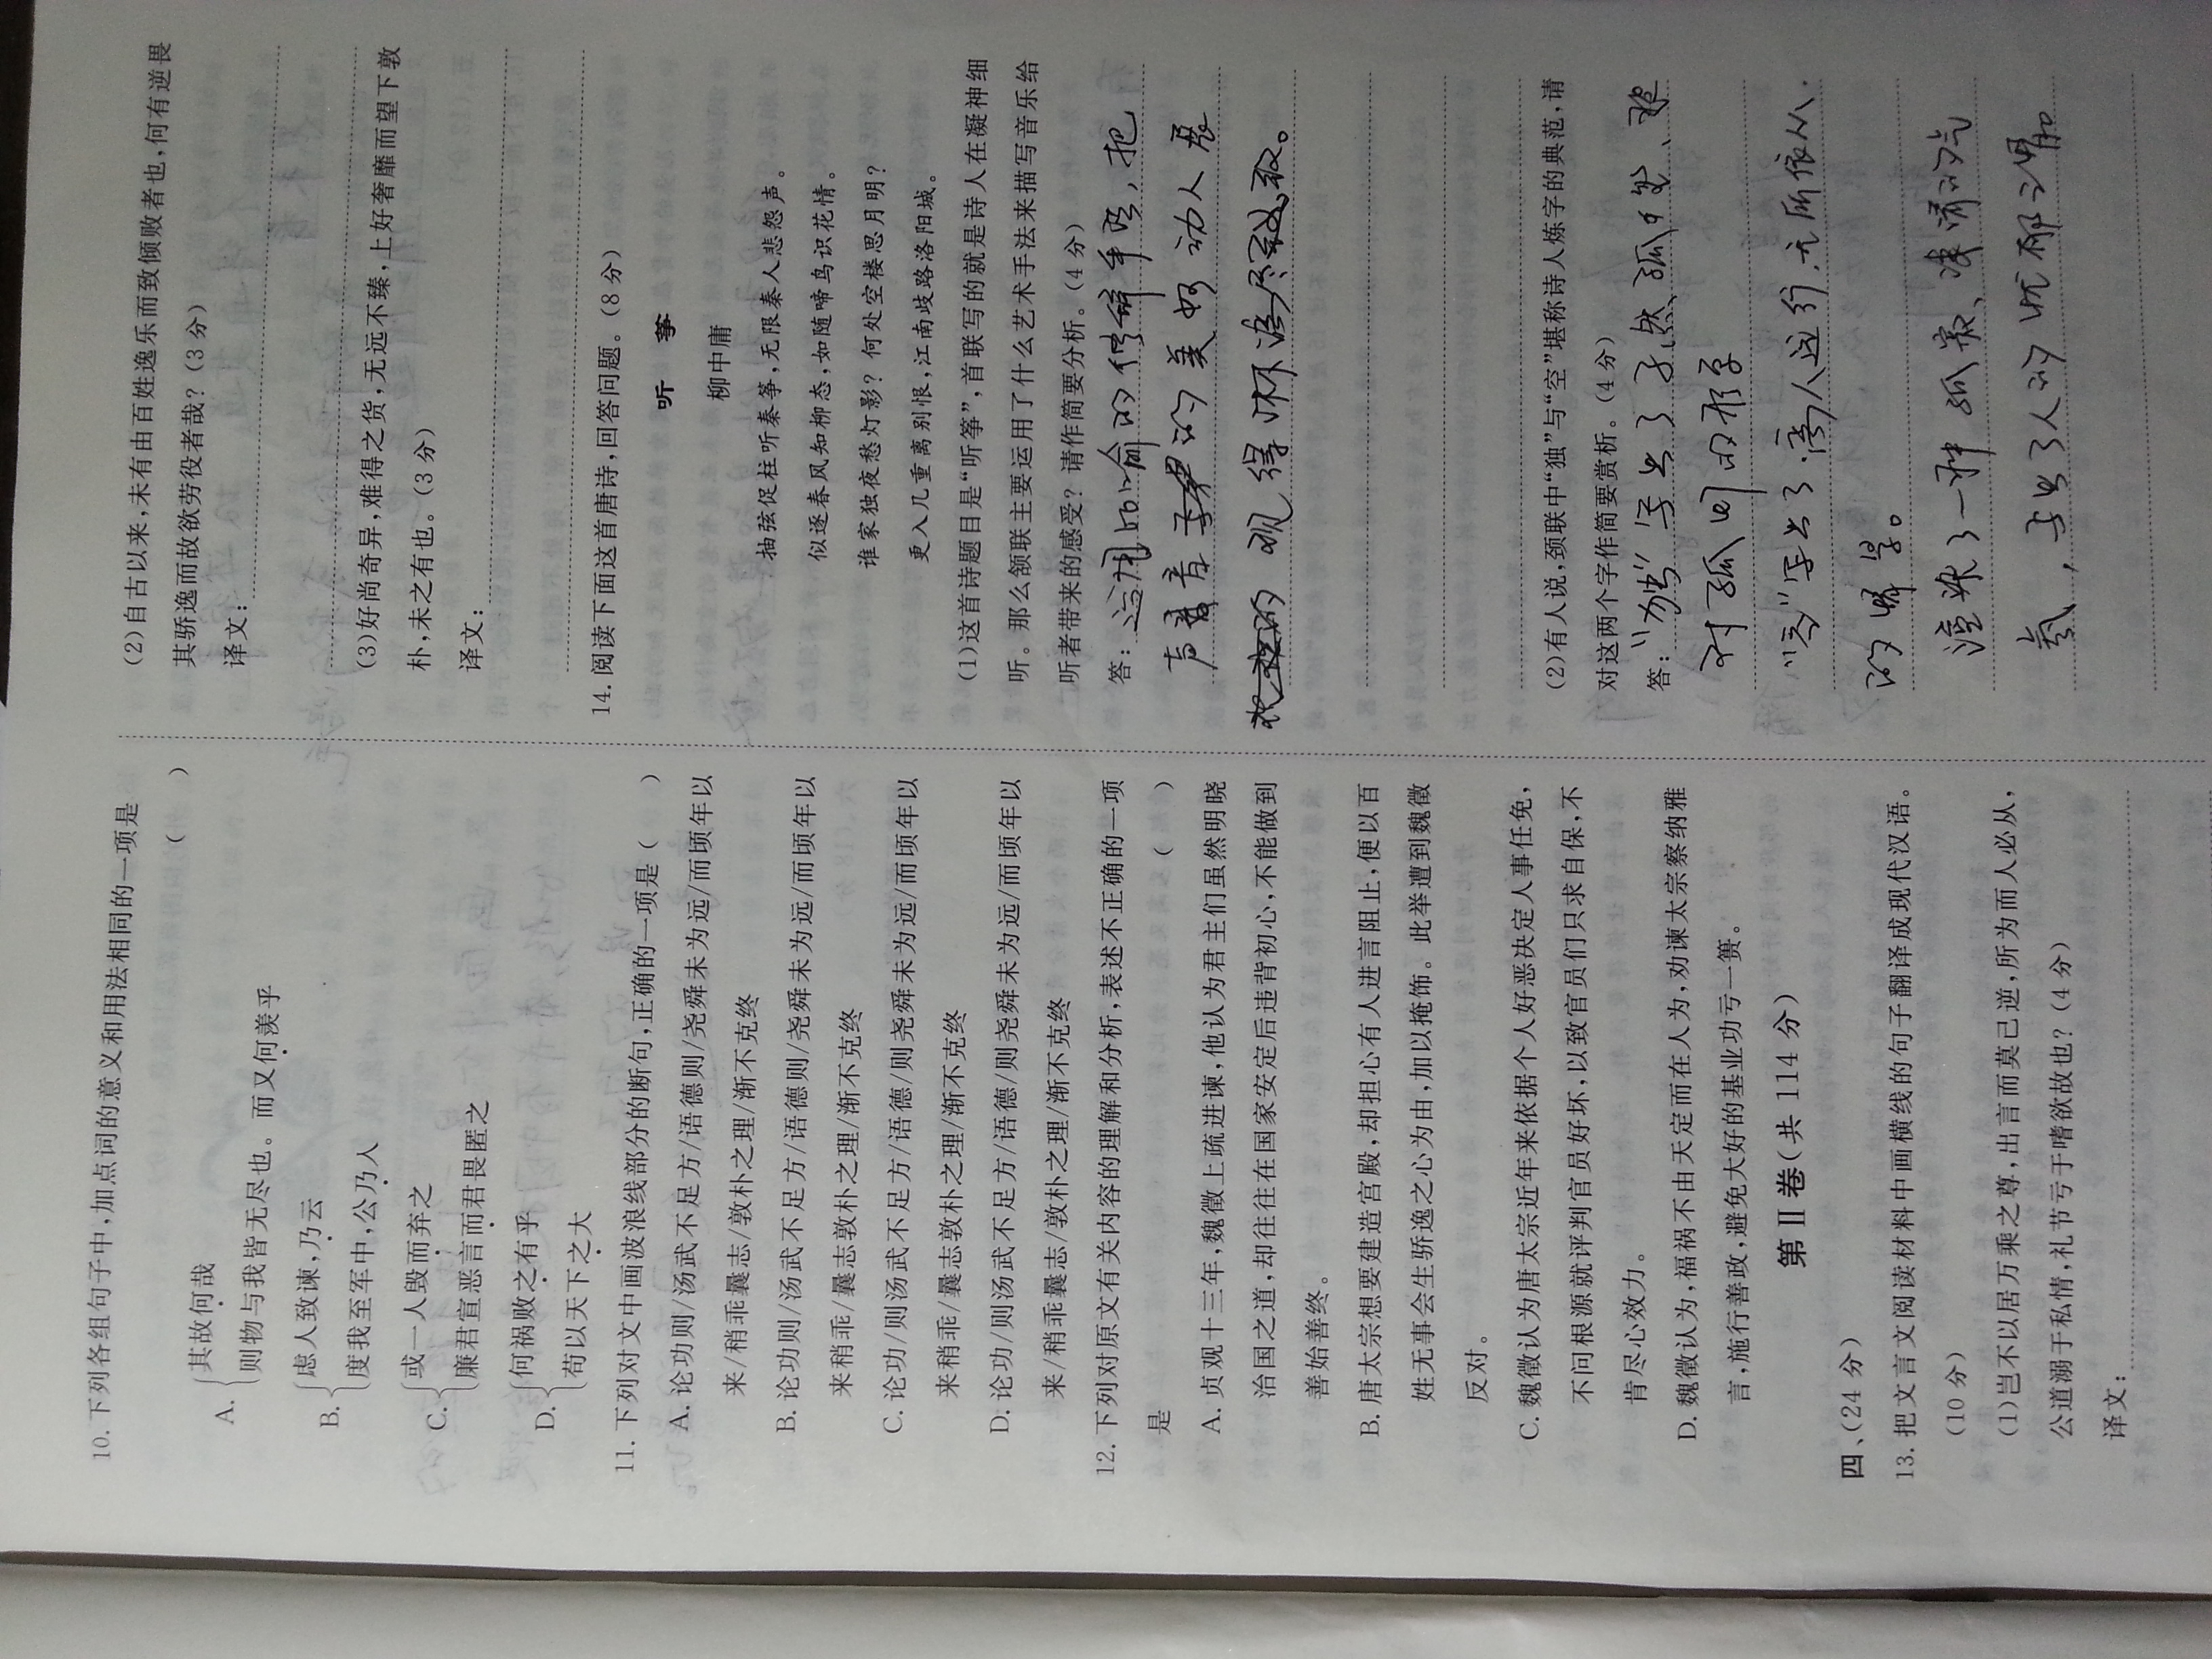 10. 下列各组句子中,加点词的意义和用法相同的一项是
( )
A. 其故何哉
则物与我皆无尽也。而又何羡乎
B. 虑人致谏,乃云
度我至军中,公乃入
C. 或一人毁而弃之
廉君宣恶言而君畏匿之
D. 何祸败之有乎
苟以天下之大
11. 下列对文中画波浪线部分的断句,正确的一项是( )
A. 论功则/汤武不足方/语德则/尧舜未为远/而顷年以
来/稍乖曩志/敦朴之理/渐不克终
B. 论功则/汤武不足方/语德则/尧舜未为远/而顷年以
来稍乖/曩志敦朴之理/渐不克终
C. 论功/则汤武不足方/语德/则尧舜未为远/而顷年以
来稍乖/曩志敦朴之理/渐不克终
D. 论功/则汤武不足方/语德/则尧舜未为远/而顷年以
来/稍乖曩志/敦朴之理/渐不克终
12. 下列对原文有关内容的理解和分析,表述不正确的一项
是 ( )
A. 贞观十三年,魏徵上疏进谏,他认为君主们虽然明晓
治国之道,却往往在国家安定后违背初心,不能做到
善始善终。
B. 唐太宗想要建造宫殿,却担心有人进言阻止,便以百
姓无事会生骄逸之心为由,加以掩饰。此举遭到魏徵
反对。
C. 魏徵认为唐太宗近年来依据个人好恶决定人事任免,
不问根源就评判官员好坏,以致官员们只求自保,不
肯尽心效力。
D. 魏徵认为,福祸不由天定而在人为,劝谏太宗察纳雅
言,施行善政,避免大好的基业功亏一篑。
第Ⅱ卷(共 114 分)
四、(24 分)
13. 把文言文阅读材料中画横线的句子翻译成现代汉语。
(10 分)
(1)岂不以居万乘之尊,出言而莫己逆,所为而人必从,
公道溺于私情,礼节亏于嗜欲故也?(4 分)
译文:
(2)自古以来,未有由百姓逸乐而致倾败者也,何有逆畏
其骄逸而故欲劳役者哉?(3 分)
译文:
(3)好尚奇异,难得之货,无远不臻,上好奢靡而望下敦
朴,未之有也。(3 分)
译文:
14. 阅读下面这首唐诗,回答问题。(8 分)
听 筝
柳中庸
抽弦促柱听秦筝,无限秦人悲怨声。
似逐春风知柳态,如随啼鸟识花情。
谁家独夜愁灯影?何处空楼思月明?
更入几重离别恨,江南歧路洛阳城。
(1)这首诗题目是“听筝”,首联写的就是诗人在凝神细
听。那么颔联主要运用了什么艺术手法来描写音乐给
听者带来的感受?请作简要分析。(4 分)
答:运用比喻的修辞手法,把
声音的美好动人展
现得淋漓尽致。
(2)有人说,颈联中“独”与“空”堪称诗人炼字的典范,请
对这两个字作简要赏析。(4 分)
答:“独”写出了孑然孤身、
对孤的形容
“空”写出了离人远行,无所依从
的情景。
渲染了一种孤寂、凄清的气
氛,写出了人的忧郁之情。